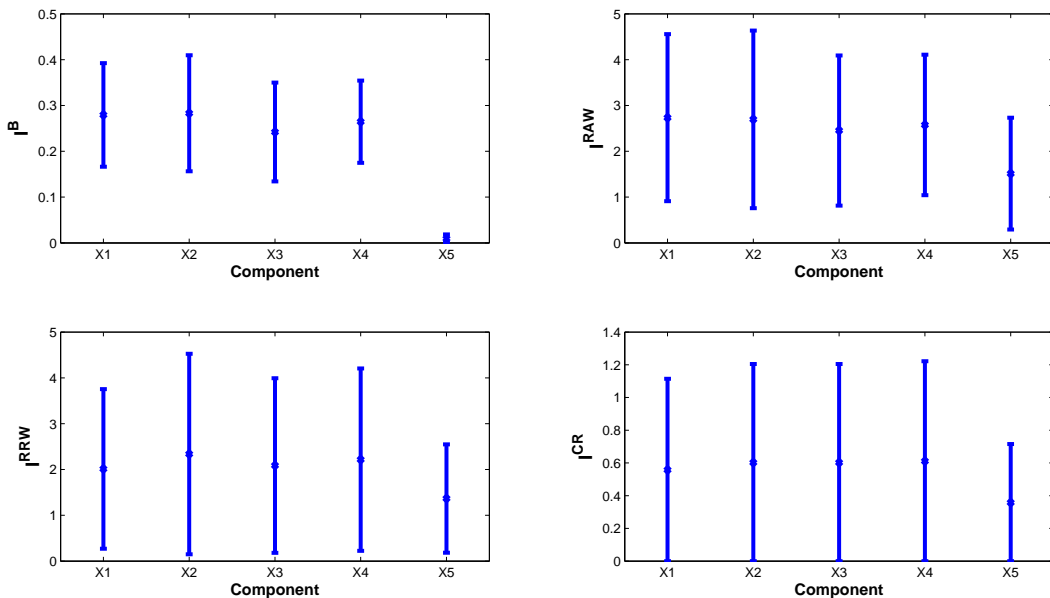 0.5
0.4
0.3
0.2
0.1
0
I^B
X1 X2 X3 X4 X5
Component
5
4
3
2
1
0
I^RAW
X1 X2 X3 X4 X5
Component
5
4
3
2
1
0
I^RRW
X1 X2 X3 X4 X5
Component
1.4
1.2
1
0.8
0.6
0.4
0.2
0
I^CR
X1 X2 X3 X4 X5
Component